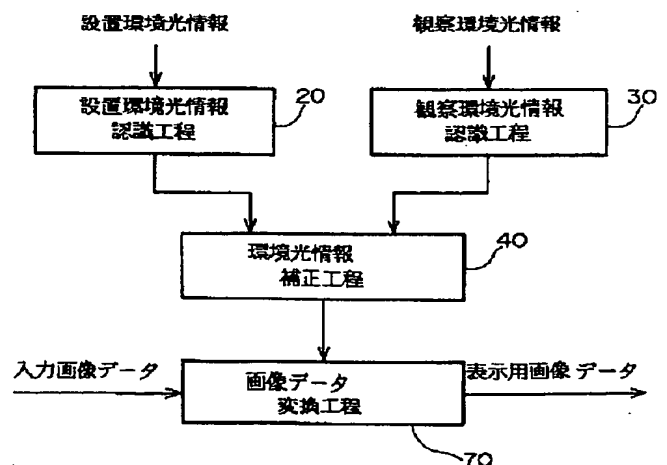 設置環境光情報
観察環境光情報
設置環境光情報
認識工程
20
観察環境光情報
認識工程
30
環境光情報
補正工程
40
入力画像データ
画像データ
変換工程
表示用画像データ
70